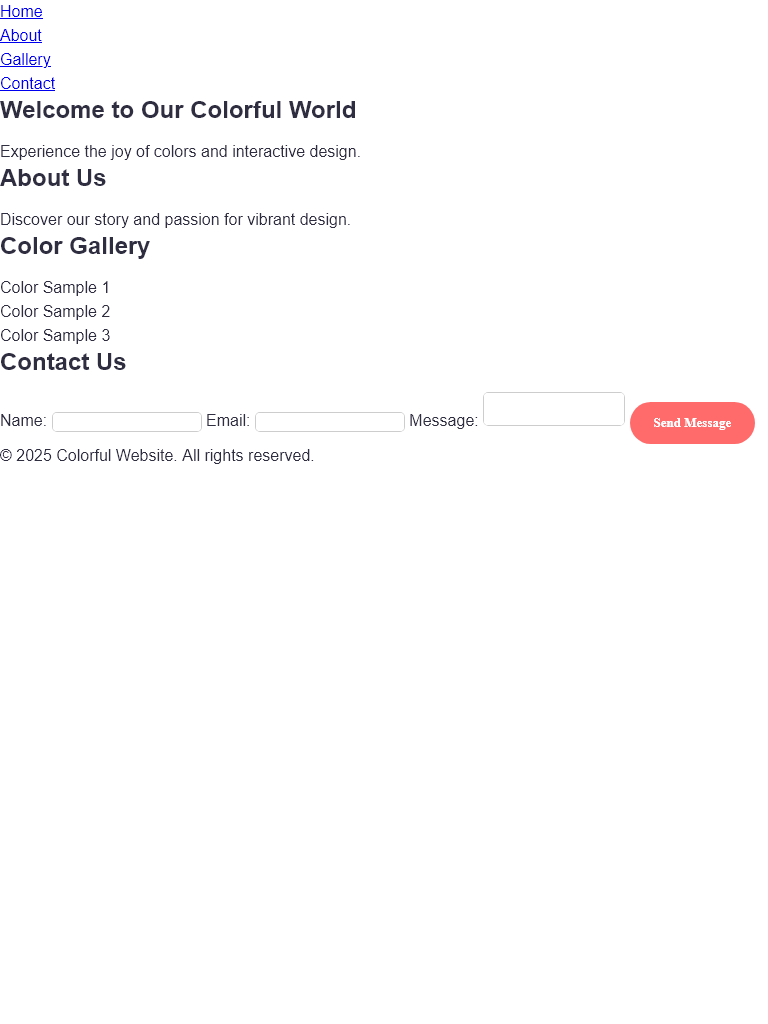 Home
About
Gallery
Contact
Welcome to Our Colorful World
Experience the joy of colors and interactive design.
About Us
Discover our story and passion for vibrant design.
Color Gallery
Color Sample 1
Color Sample 2
Color Sample 3
Contact Us
Name: Email: Message: Send Message
© 2025 Colorful Website. All rights reserved.